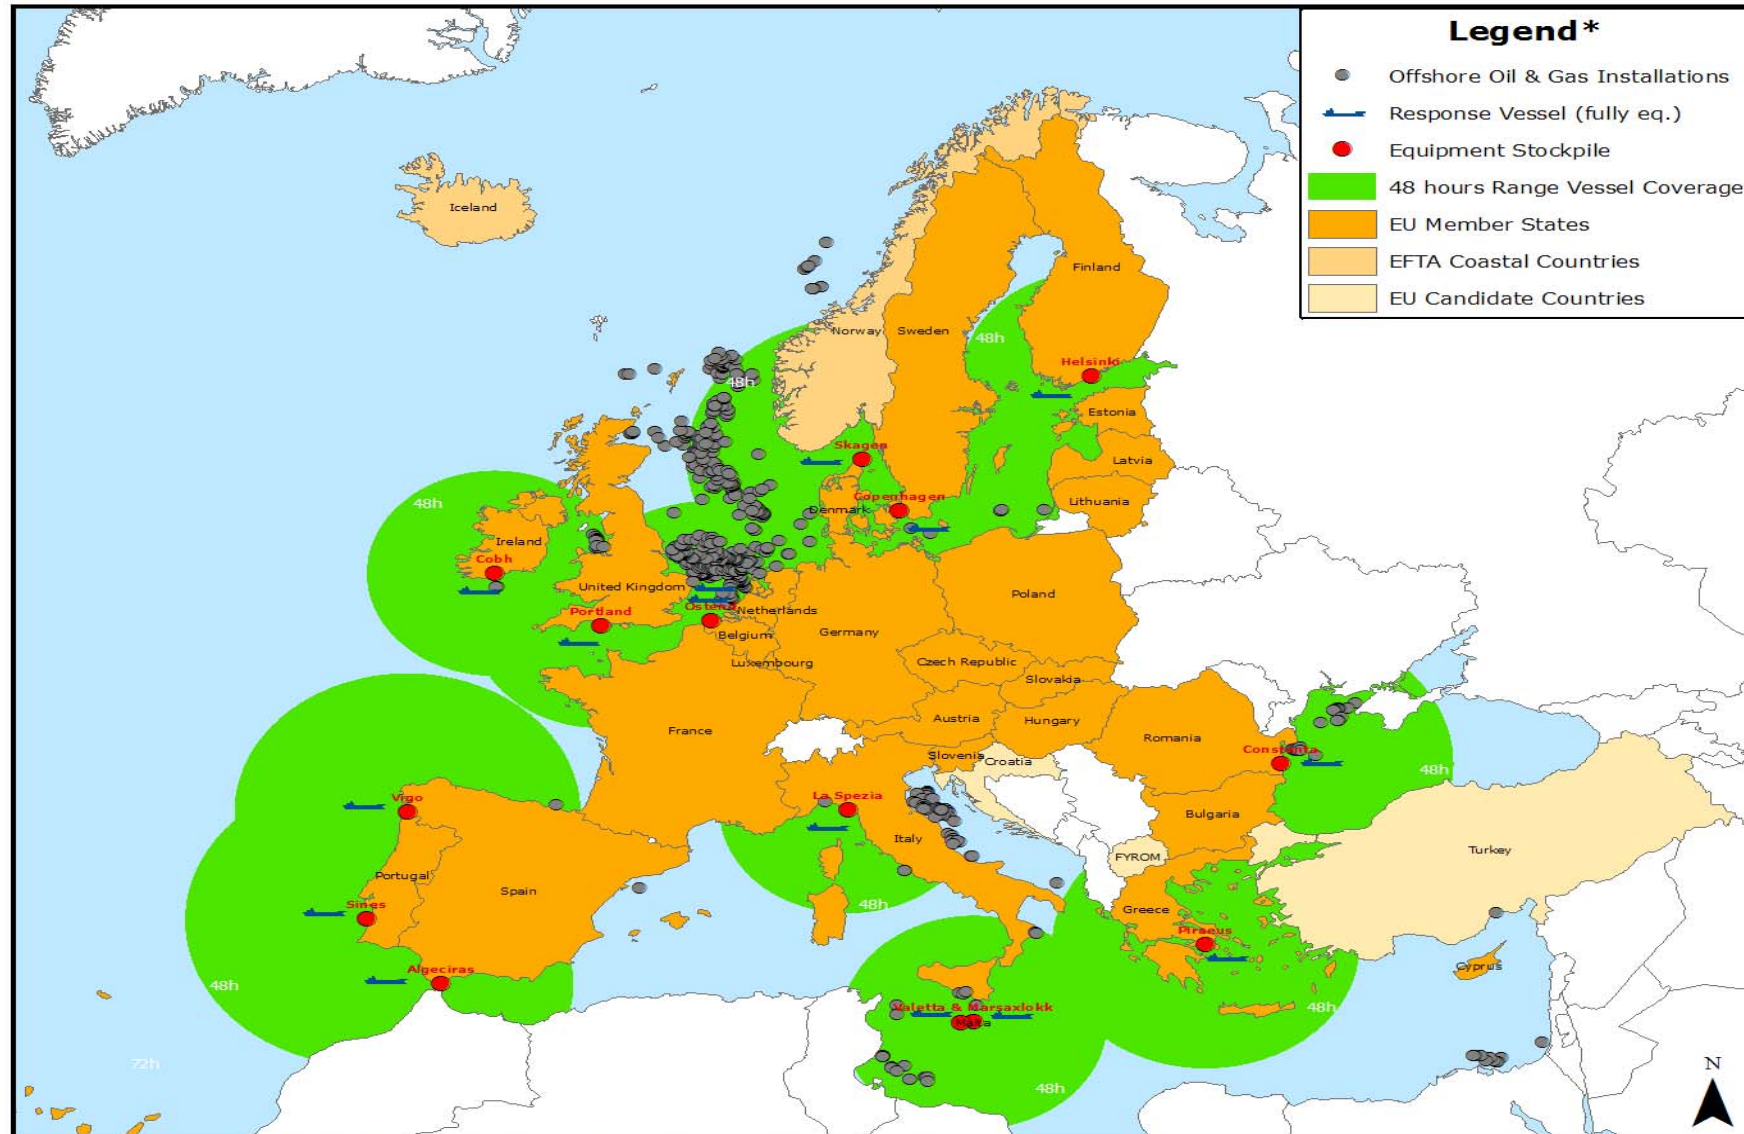 Legend*
Offshore Oil & Gas Installations
Response Vessel (fully eq.)
Equipment Stockpile
48 hours Range Vessel Coverage
EU Member States
EFTA Coastal Countries
EU Candidate Countries
Iceland
Finland
Norway
Sweden
48h
Helsinki
48h
Estonia
Skagen
Latvia
Copenhagen
Lithuania
48h
Denmark
Ireland
Cobh
United Kingdom
Poland
Portland
Ostend
Netherlands
Germany
Belgium
Luxembourg
Czech Republic
Slovakia
Austria
Hungary
France
Romania
Constanta
Slovenia
Croatia
48h
La Spezia
Vigo
Bulgaria
Italy
Turkey
FYROM
Portugal
Spain
Sines
48h
Greece
Piraeus
Algeciras
Cyprus
48h
Valetta & Marsaxlokk
48h
Malta
72h
48h
N